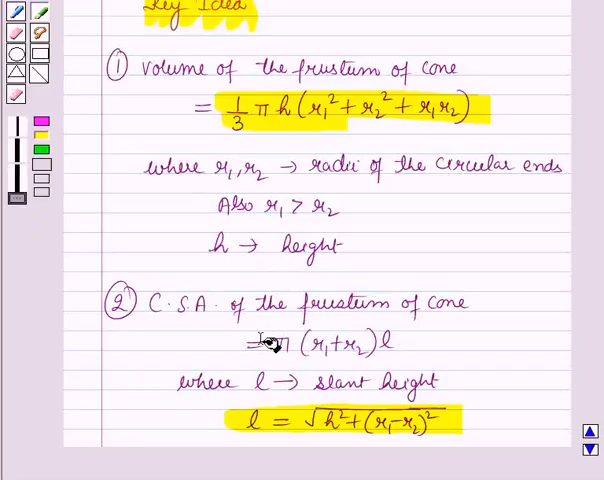 Key Idea
① Volume of the frustum of cone
= 1/3 π h (r₁² + r₂² + r₁ r₂)
where r₁, r₂ → radii of the circular ends
Also r₁ > r₂
h → height
② C.S.A. of the frustum of cone
= π (r₁ + r₂) l
where l → slant height
l = √(h² + (r₁ - r₂)²)